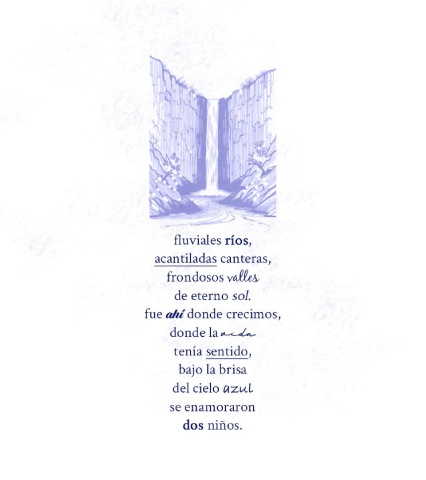 fluviales ríos,
acantiladas canteras,
frondosos valles
de eterno sol.
fue ahí donde crecimos,
donde la vida
tenía sentido,
bajo la brisa
del cielo azul
se enamoraron
dos niños.